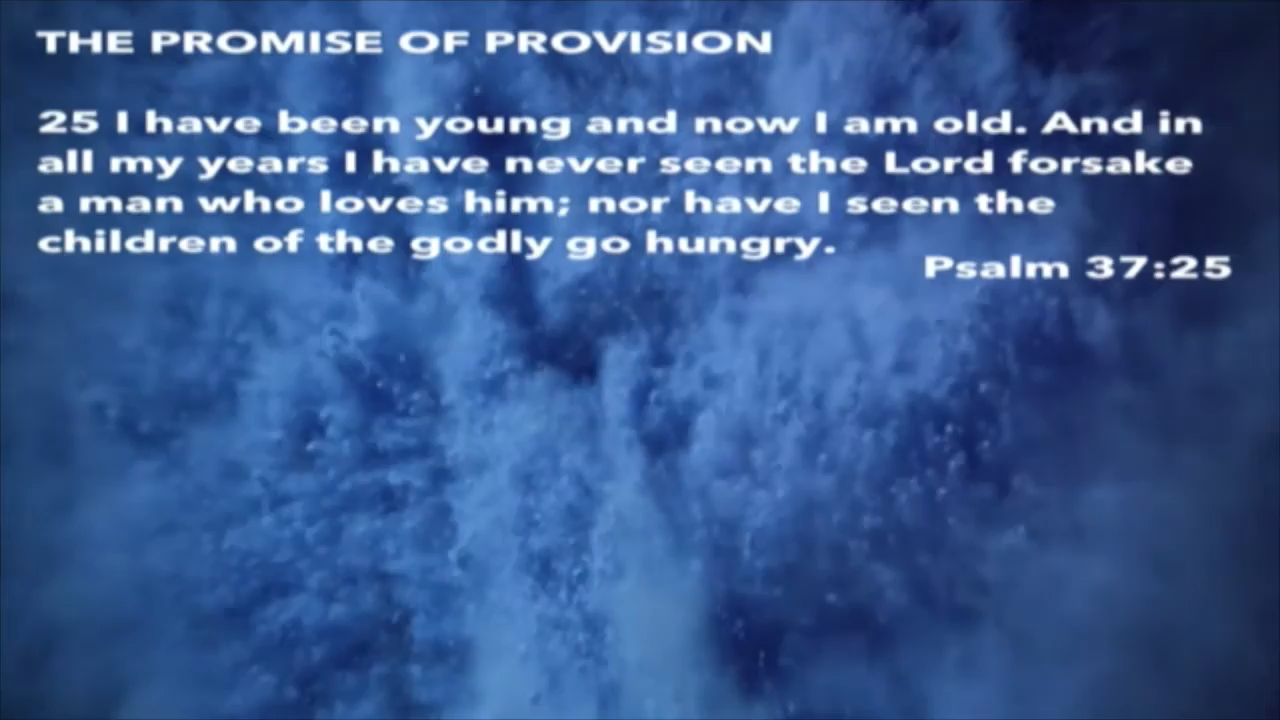 THE PROMISE OF PROVISION
25 I have been young and now I am old. And in
all my years I have never seen the Lord forsake
a man who loves him; nor have I seen the
children of the godly go hungry.
Psalm 37:25